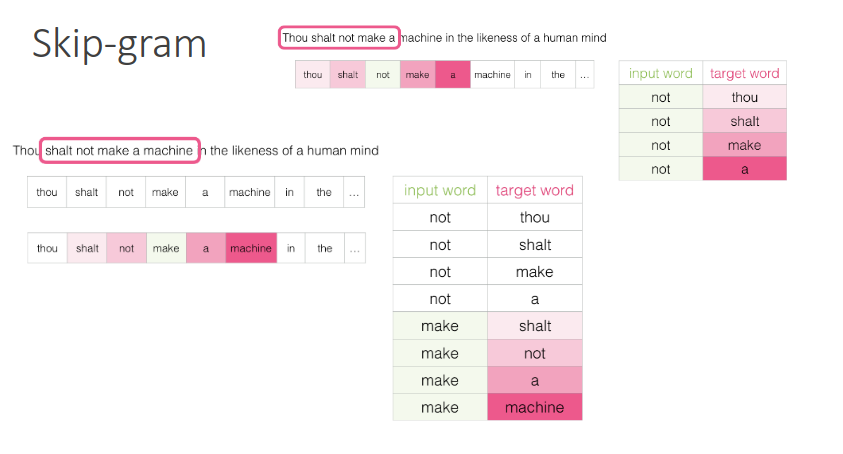 Skip-gram
Thou shalt not make a machine in the likeness of a human mind
thou shalt not make a machine in the ...
input word target word
not thou
not shalt
not make
not a
Thou shalt not make a machine in the likeness of a human mind
thou shalt not make a machine in the ...
thou shalt not make a machine in the ...
input word target word
not thou
not shalt
not make
not a
make shalt
make not
make a
make machine